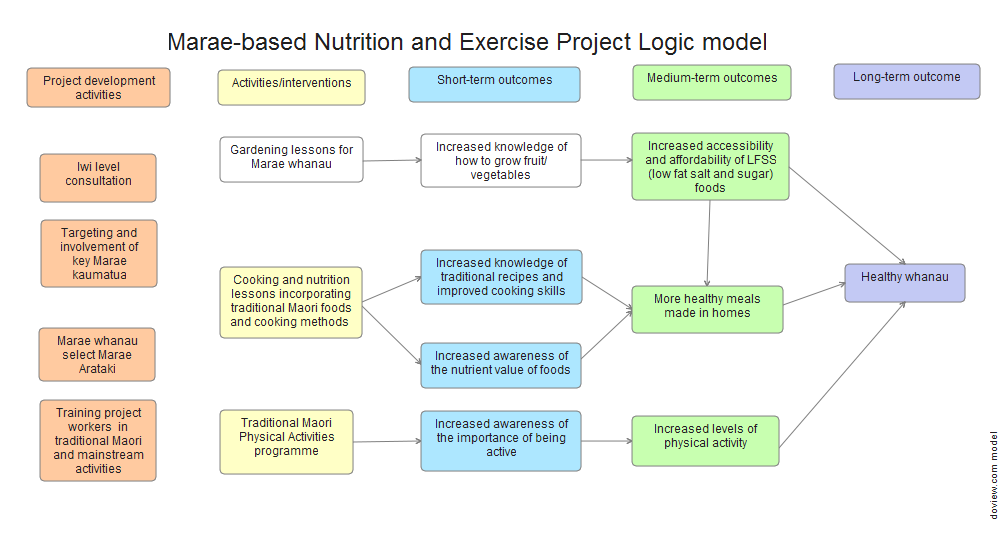 Marae-based Nutrition and Exercise Project Logic model
Project development
activities
Activities/interventions
Short-term outcomes
Medium-term outcomes
Long-term outcome
Iwi level
consultation
Targeting and
involvement of
key Marae
kaumatua
Marae whanau
select Marae
Arataki
Training project
workers in
traditional Maori
and mainstream
activities
Gardening lessons for
Marae whanau
Cooking and nutrition
lessons incorporating
traditional Maori foods
and cooking methods
Traditional Maori
Physical Activities
programme
Increased knowledge of
how to grow fruit/
vegetables
Increased knowledge of
traditional recipes and
improved cooking skills
Increased awareness of
the nutrient value of foods
Increased awareness of
the importance of being
active
Increased accessibility
and affordability of LFSS
(low fat salt and sugar)
foods
More healthy meals
made in homes
Increased levels of
physical activity
Healthy whanau
doview.com model